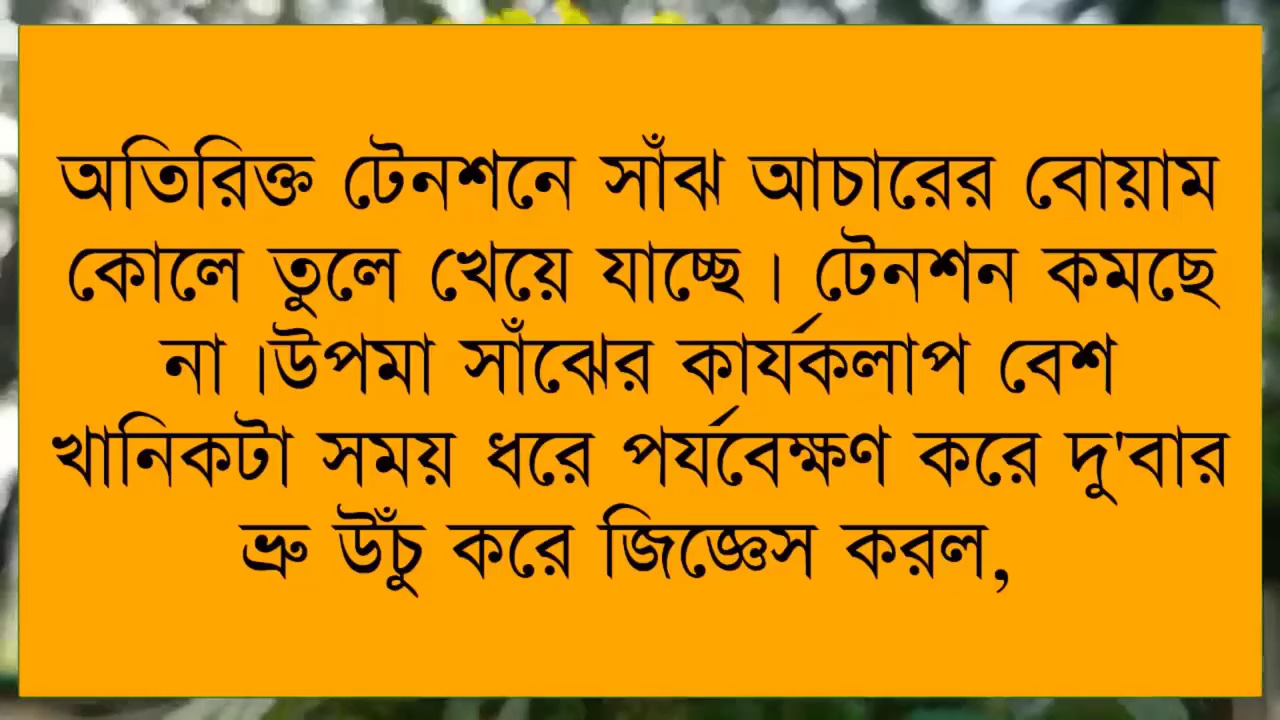 অতিরিক্ত টেনশনে সাঁঝ আচারের বোয়াম
কোলে তুলে খেয়ে যাচ্ছে। টেনশন কমছে
না।উপমা সাঁঝের কার্যকলাপ বেশ
খানিকটা সময় ধরে পর্যবেক্ষণ করে দু'বার
ভ্রু উঁচু করে জিজ্ঞেস করল,